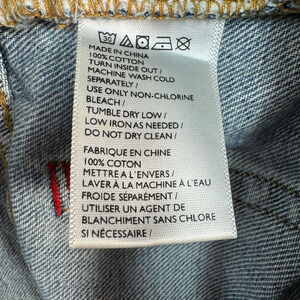 30
MADE IN CHINA
100% COTTON
TURN INSIDE OUT /
MACHINE WASH COLD
SEPARATELY /
USE ONLY NON-CHLORINE
BLEACH /
TUMBLE DRY LOW /
LOW IRON AS NEEDED /
DO NOT DRY CLEAN /
FABRIQUE EN CHINE
100% COTON
METTRE A L'ENVERS /
LAVER À LA MACHINE À L'EAU
FROIDE SÉPARÉMENT /
UTILISER UN AGENT DE
BLANCHIMENT SANS CHLORE
SI NÉCESSAIRE /